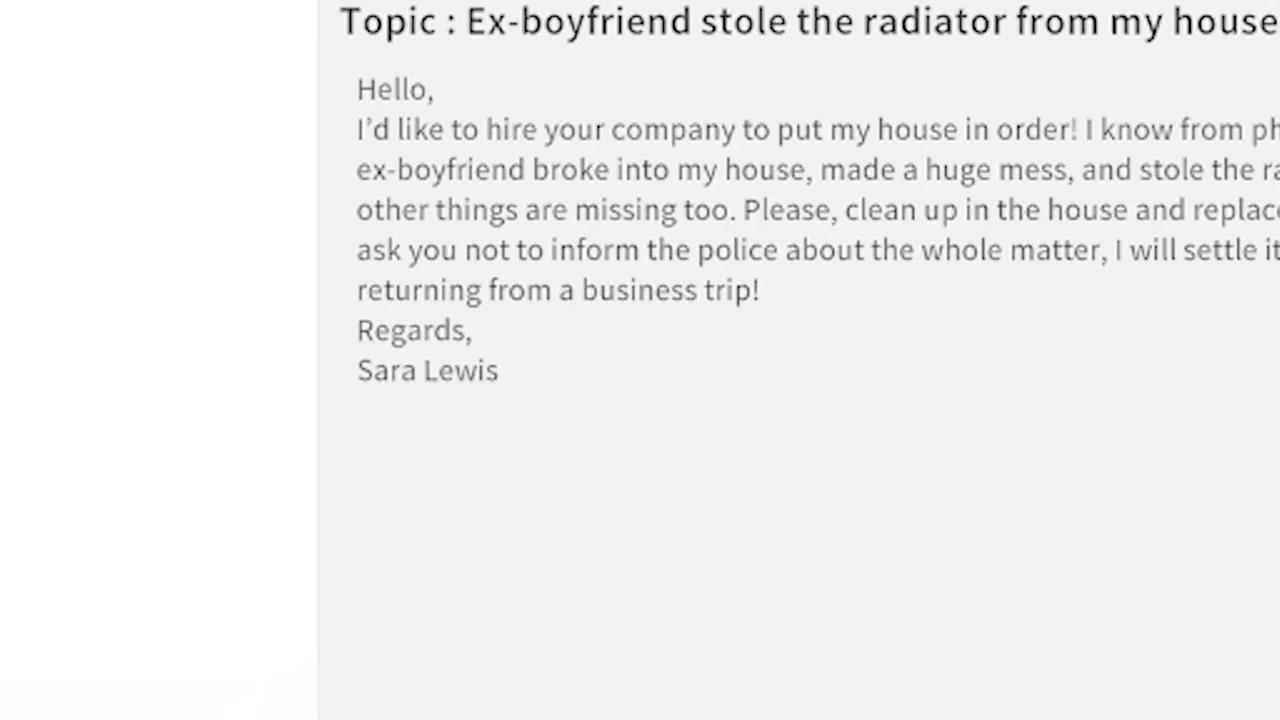 Topic : Ex-boyfriend stole the radiator from my house
Hello,
I’d like to hire your company to put my house in order! I know from
ex-boyfriend broke into my house, made a huge mess, and stole the
other things are missing too. Please, clean up in the house and
ask you not to inform the police about the whole matter, I will settle it
returning from a business trip!
Regards,
Sara Lewis